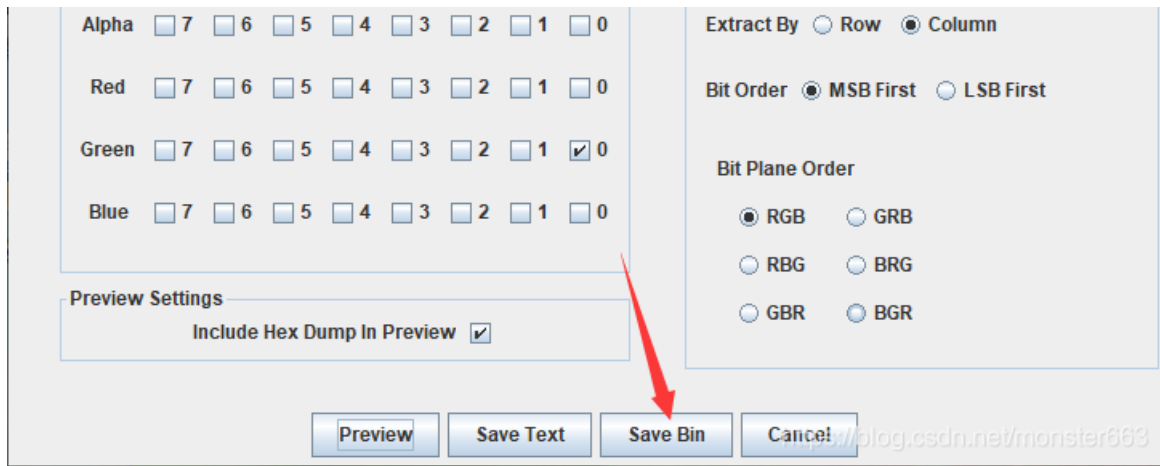 Alpha 7 6 5 4 3 2 1 0
Extract By Row Column
Red 7 6 5 4 3 2 1 0
Bit Order MSB First LSB First
Green 7 6 5 4 3 2 1 0
Bit Plane Order
Blue 7 6 5 4 3 2 1 0
RGB GRB
RBG BRG
Preview Settings
GBR BGR
Include Hex Dump In Preview
Preview Save Text Save Bin Cancel
https://blog.csdn.net/monster663